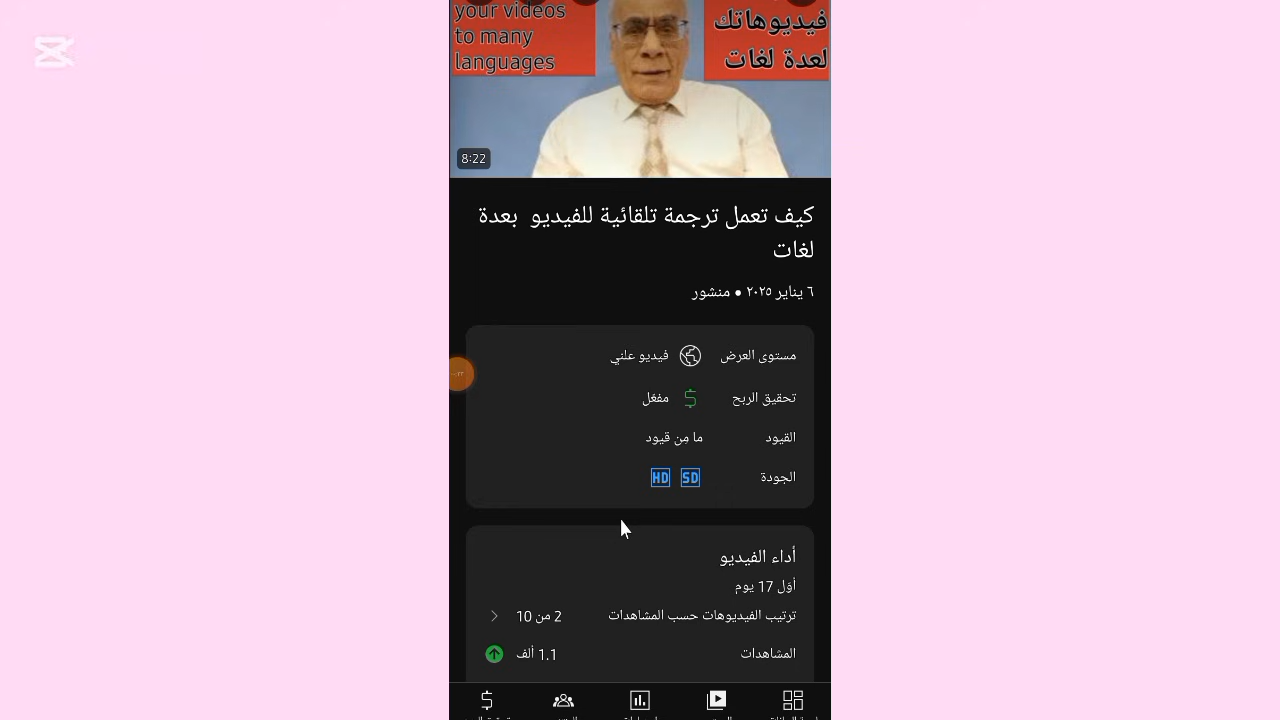 your videos
to many
languages
فيديوهاتك
لعدة لغات
8:22
كيف تعمل ترجمة تلقائية للفيديو بعدة
لغات
٦ يناير ٢٠٢٥ • منشور
مستوى العرض فيديو علني
تحقيق الربح مفعّل
القيود ما من قيود
الجودة SD HD
أداء الفيديو
أوّل 17 يوم
ترتيب الفيديوهات حسب المشاهدات 2 من 10
المشاهدات 1.1 ألف